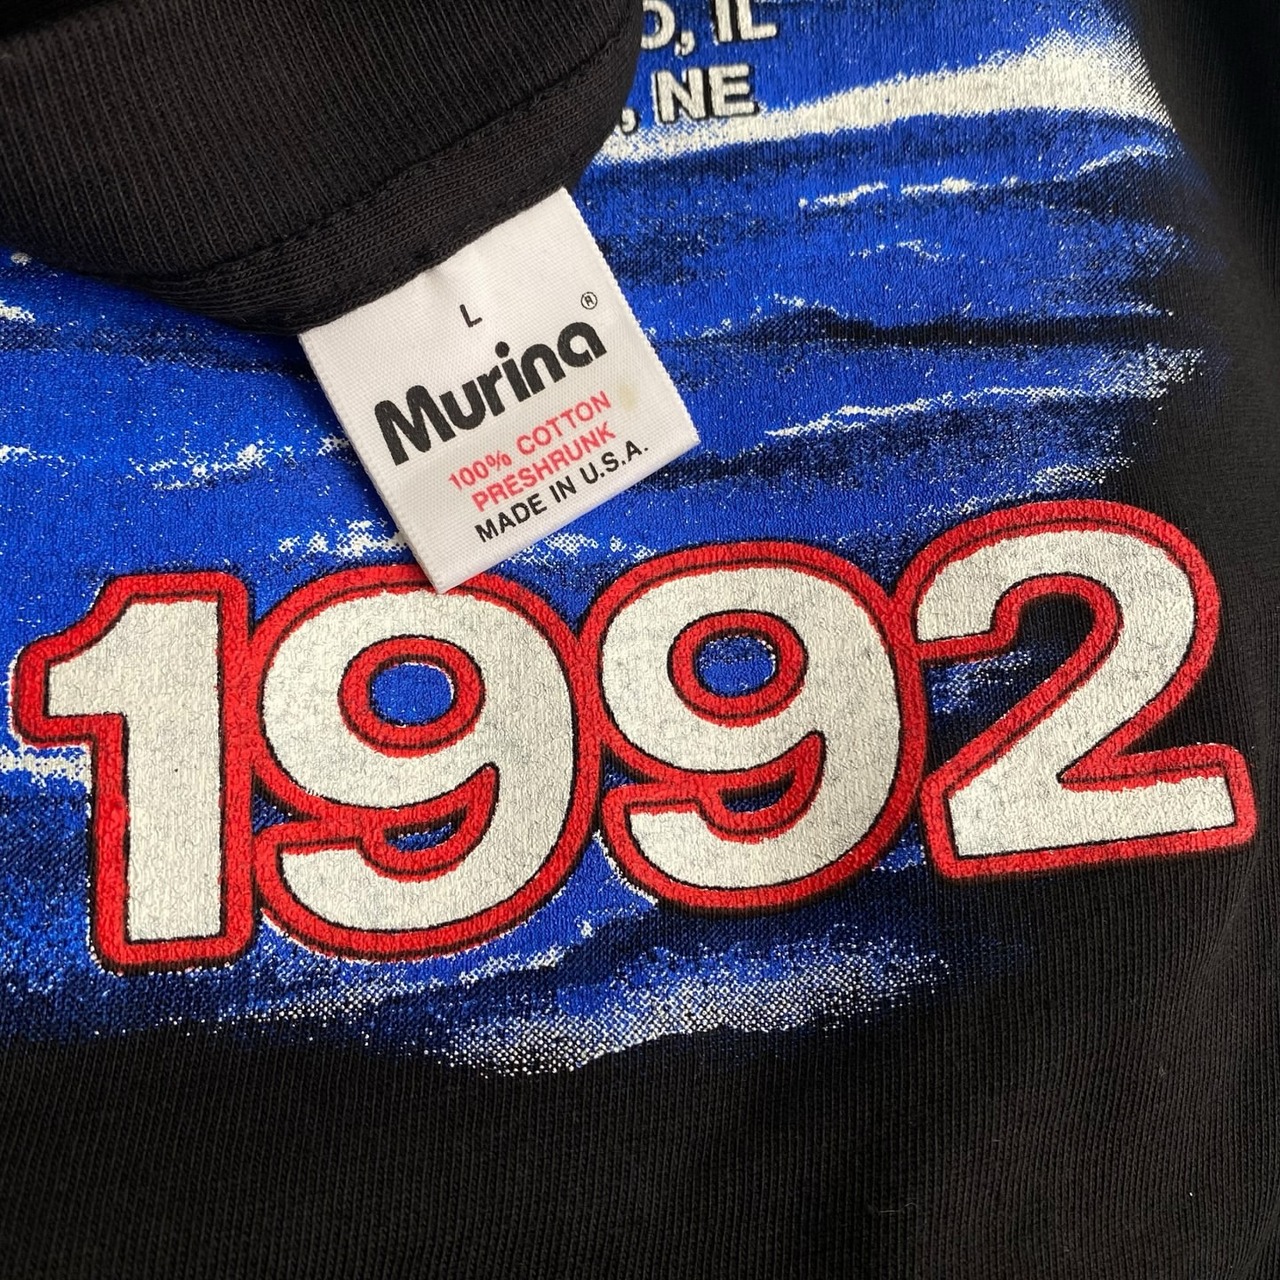 O, IL
, NE
L
Murina®
100% COTTON
PRESHRUNK
MADE IN U.S.A.
1992